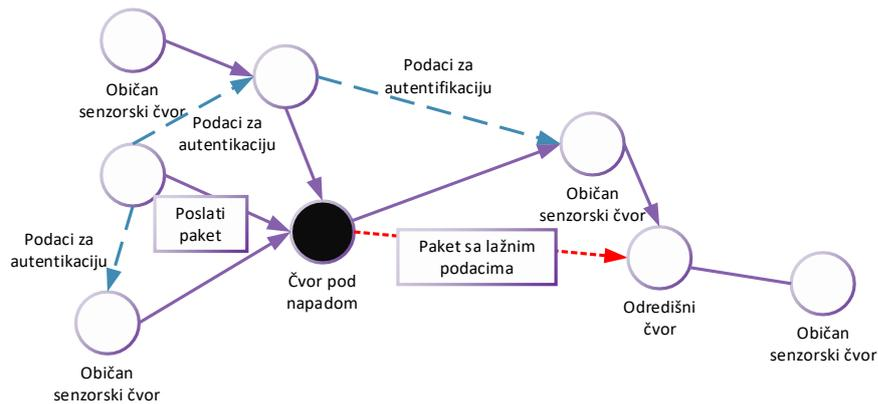 Običan
senzorski čvor
Podaci za
autentikaciju
Podaci za
autentifikaciju
Običan
senzorski čvor
Poslati
paket
Podaci za
autentikaciju
Paket sa lažnim
podacima
Čvor pod
napadom
Odredišni
čvor
Običan
senzorski čvor
Običan
senzorski čvor